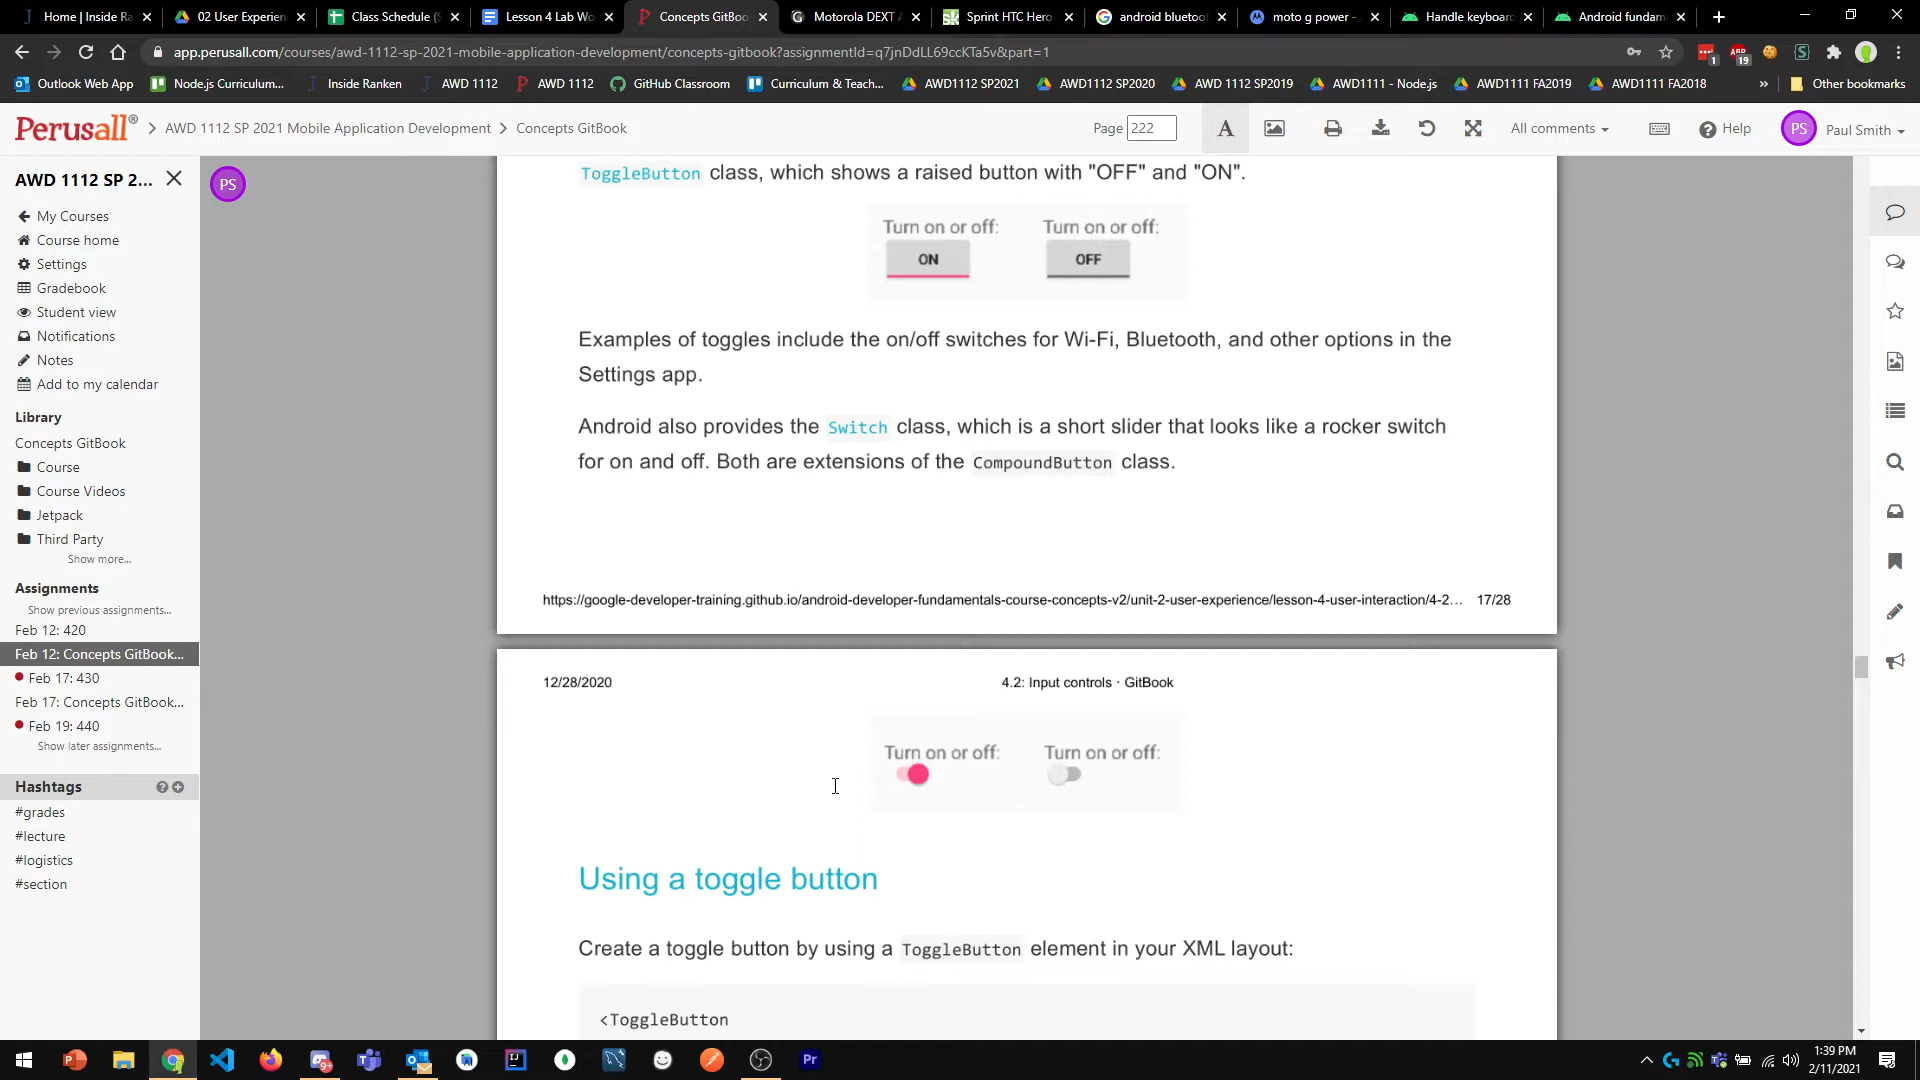 Home | Inside Ra
02 User Experien
Class Schedule (S
Lesson 4 Lab Wo
Concepts GitBoo
Motorola DEXT A
Sprint HTC Hero
android bluetoo
moto g power -
Handle keyboard
Android fundam
app.perusall.com/courses/awd-1112-sp-2021-mobile-application-development/concepts-gitbook?assignmentId=q7jnDdLL69ccKTa5v&part=1
1
ABP
19
Outlook Web App
Node.js Curriculum...
Inside Ranken
AWD 1112
AWD 1112
GitHub Classroom
Curriculum & Teach...
AWD1112 SP2021
AWD1112 SP2020
AWD 1112 SP2019
AWD1111 - Node.js
AWD1111 FA2019
AWD1111 FA2018
»
Other bookmarks
Perusall®
AWD 1112 SP 2021 Mobile Application Development
Concepts GitBook
Page 222
A
All comments
Help
PS
Paul Smith
AWD 1112 SP 2...
My Courses
Course home
Settings
Gradebook
Student view
Notifications
Notes
Add to my calendar
Library
Concepts GitBook
Course
Course Videos
Jetpack
Third Party
Show more...
Assignments
Show previous assignments...
Feb 12: 420
Feb 12: Concepts GitBook...
Feb 17: 430
Feb 17: Concepts GitBook...
Feb 19: 440
Show later assignments...
Hashtags
#grades
#lecture
#logistics
#section
PS
ToggleButton class, which shows a raised button with "OFF" and "ON".
Turn on or off: Turn on or off:
ON OFF
Examples of toggles include the on/off switches for Wi-Fi, Bluetooth, and other options in the
Settings app.
Android also provides the Switch class, which is a short slider that looks like a rocker switch
for on and off. Both are extensions of the CompoundButton class.
https://google-developer-training.github.io/android-developer-fundamentals-course-concepts-v2/unit-2-user-experience/lesson-4-user-interaction/4-2... 17/28
12/28/2020 4.2: Input controls · GitBook
Turn on or off: Turn on or off:
Using a toggle button
Create a toggle button by using a ToggleButton element in your XML layout:
<ToggleButton
9+
Pr
1:39 PM
2/11/2021